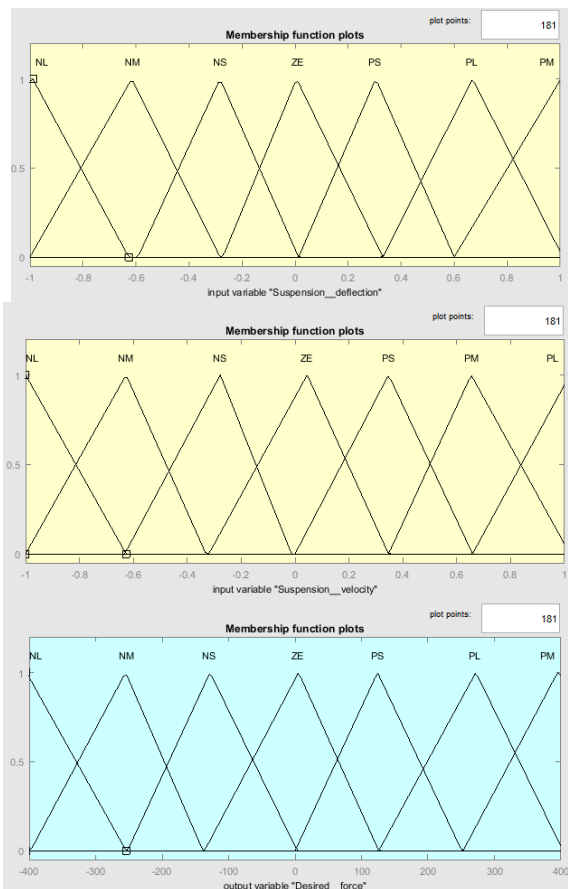 plot points: 181
Membership function plots
NL NM NS ZE PS PL PM
1
0.5
0
-1 -0.8 -0.6 -0.4 -0.2 0 0.2 0.4 0.6 0.8 1
input variable "Suspension__deflection"
plot points: 181
Membership function plots
NL NM NS ZE PS PM PL
1
0.5
0
-1 -0.8 -0.6 -0.4 -0.2 0 0.2 0.4 0.6 0.8 1
input variable "Suspension__velocity"
plot points: 181
Membership function plots
NL NM NS ZE PS PL PM
1
0.5
0
-400 -300 -200 -100 0 100 200 300 400
output variable "Desired__force"